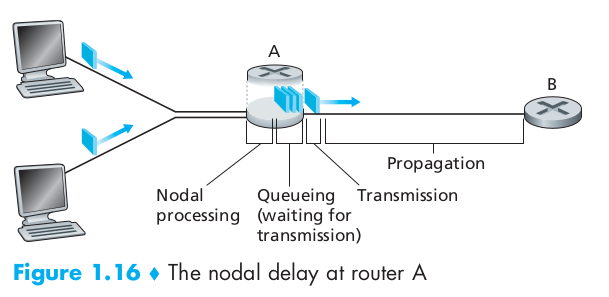 A
B
Propagation
Nodal
processing
Queueing
(waiting for
transmission)
Transmission
Figure 1.16 ♦ The nodal delay at router A